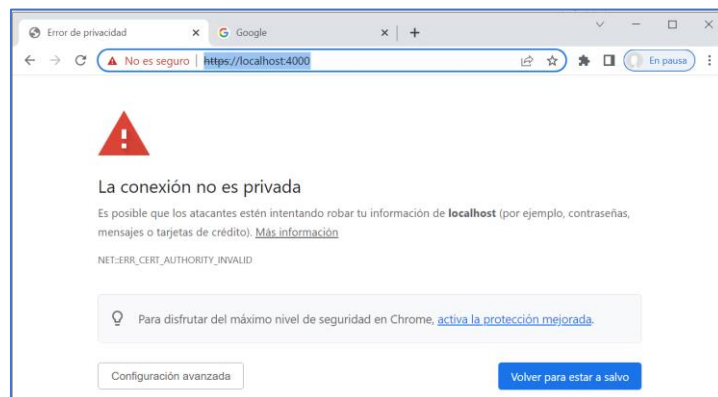 Error de privacidad
Google
No es seguro | https://localhost:4000
En pausa
La conexión no es privada
Es posible que los atacantes estén intentando robar tu información de localhost (por ejemplo, contraseñas,
mensajes o tarjetas de crédito). Más información
NET::ERR_CERT_AUTHORITY_INVALID
Para disfrutar del máximo nivel de seguridad en Chrome, activa la protección mejorada.
Configuración avanzada
Volver para estar a salvo